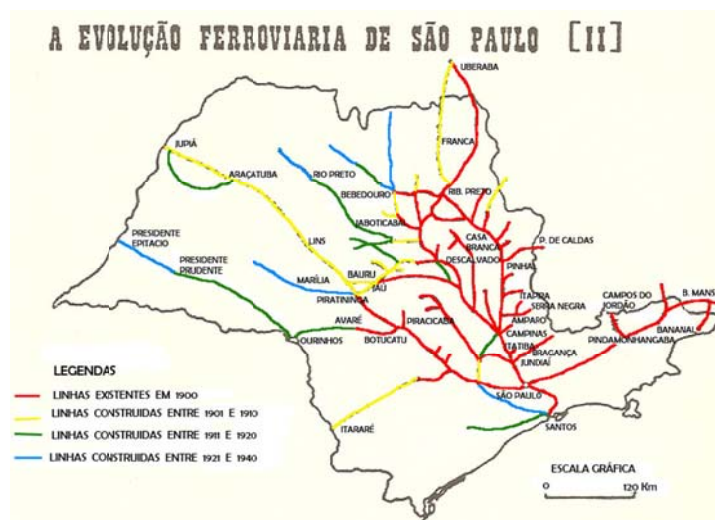 A EVOLUÇÃO FERROVIARIA DE SÃO PAULO [II]
UBERABA
FRANCA
JUPIÁ
ARAÇATUBA
RIO PRETO
BEBEDOURO
RIB. PRETO
JABOTICABAL
LINS
CASA
BRANCA
P. DE CALDAS
PRESIDENTE
EPITACIO
PRESIDENTE
PRUDENTE
DESCALVADO
PINHAL
MARÍLIA
BAURU
JAÚ
PIRATININGA
ITAPIRA
SERRA NEGRA
CAMPOS DO
JORDÃO
B. MANS
AVARÉ
PIRACICABA
AMPARO
CAMPINAS
BANANAL
OURINHOS
BOTUCATU
ITATIBA
BRAGANÇA
JUNDIAÍ
PINDAMONHANGABA
SÃO PAULO
SANTOS
ITARARÉ
LEGENDAS
LINHAS EXISTENTES EM 1900
LINHAS CONSTRUIDAS ENTRE 1901 E 1910
LINHAS CONSTRUIDAS ENTRE 1911 E 1920
LINHAS CONSTRUIDAS ENTRE 1921 E 1940
ESCALA GRÁFICA
0 120 Km